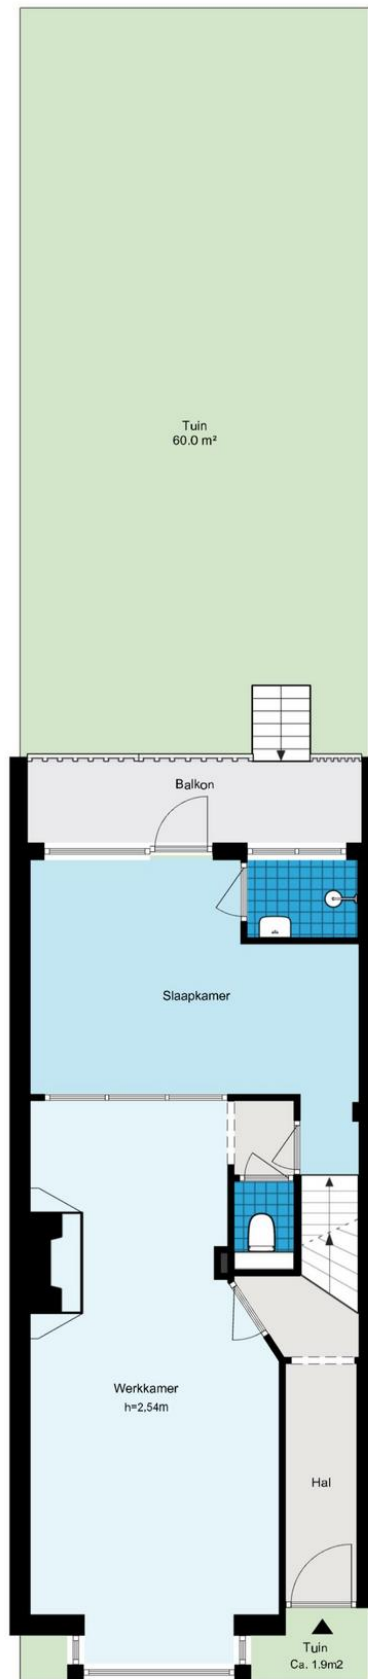 Tuin
60.0 m²
Balkon
Slaapkamer
Werkkamer
h=2,54m
Hal
Tuin
Ca. 1.9m2